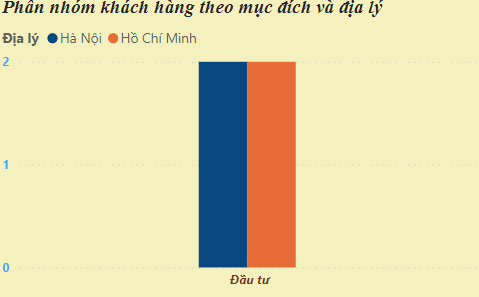 Phân nhóm khách hàng theo mục đích và địa lý
Địa lý Hà Nội Hồ Chí Minh
2
1
0
Đầu tư